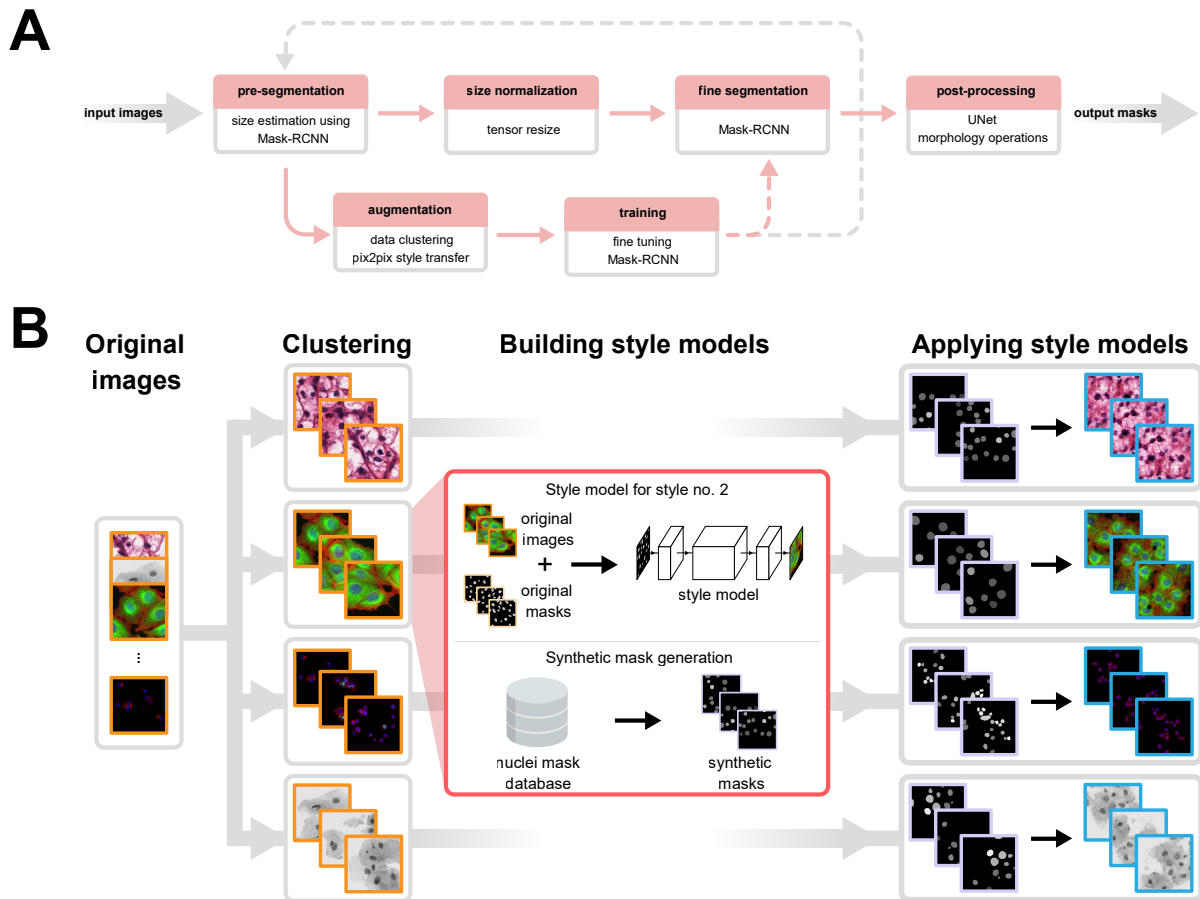 A
input images
pre-segmentation
size estimation using
Mask-RCNN
size normalization
tensor resize
fine segmentation
Mask-RCNN
post-processing
UNet
morphology operations
output masks
augmentation
data clustering
pix2pix style transfer
training
fine tuning
Mask-RCNN
B
Original
images
Clustering
Building style models
Applying style models
...
Style model for style no. 2
original
images
+
original
masks
style model
Synthetic mask generation
nuclei mask
database
synthetic
masks